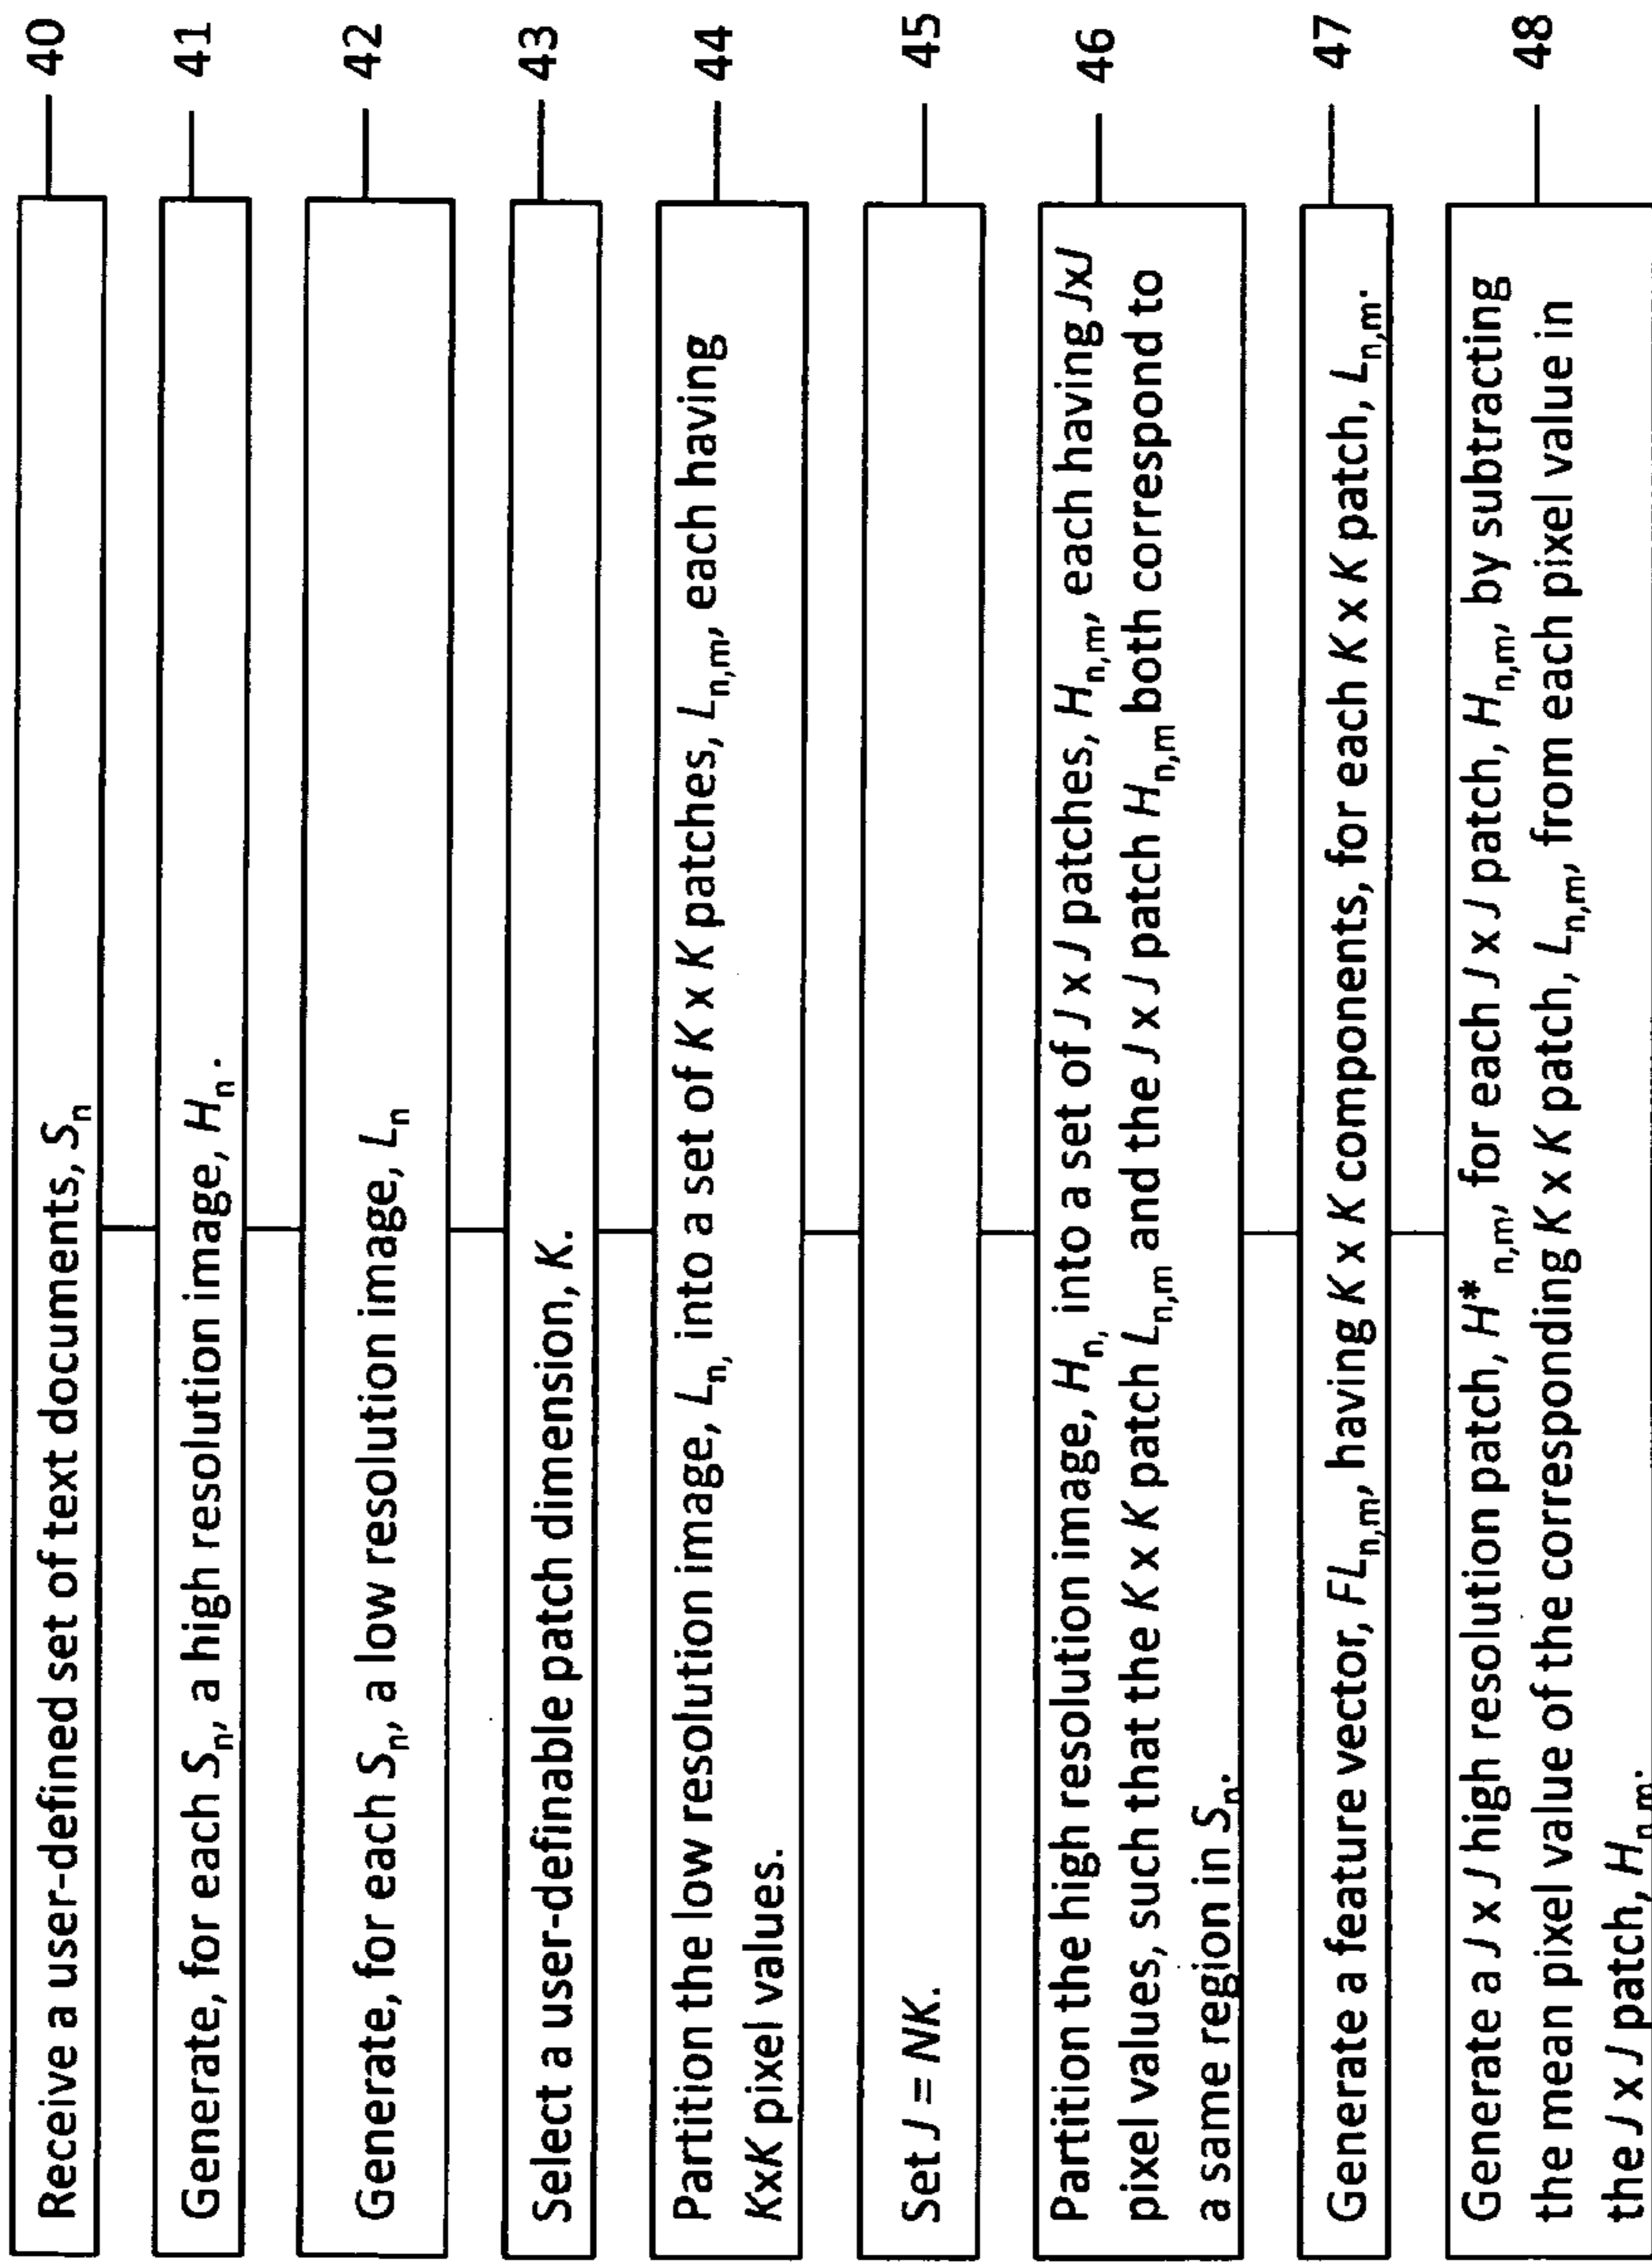 Receive a user-defined set of text documents, Sₙ
40
Generate, for each Sₙ, a high resolution image, Hₙ.
41
Generate, for each Sₙ, a low resolution image, Lₙ
42
Select a user-definable patch dimension, K.
43
Partition the low resolution image, Lₙ, into a set of K x K patches, Lₙ,ₘ, each having
KxK pixel values.
44
Set J = NK.
45
Partition the high resolution image, Hₙ, into a set of J x J patches, Hₙ,ₘ, each having JxJ
pixel values, such that the K x K patch Lₙ,ₘ and the J x J patch Hₙ,ₘ both correspond to
a same region in Sₙ.
46
Generate a feature vector, FLₙ,ₘ, having K x K components, for each K x K patch, Lₙ,ₘ.
47
Generate a J x J high resolution patch, H*ₙ,ₘ, for each J x J patch, Hₙ,ₘ, by subtracting
the mean pixel value of the corresponding K x K patch, Lₙ,ₘ, from each pixel value in
the J x J patch, Hₙ,ₘ.
48